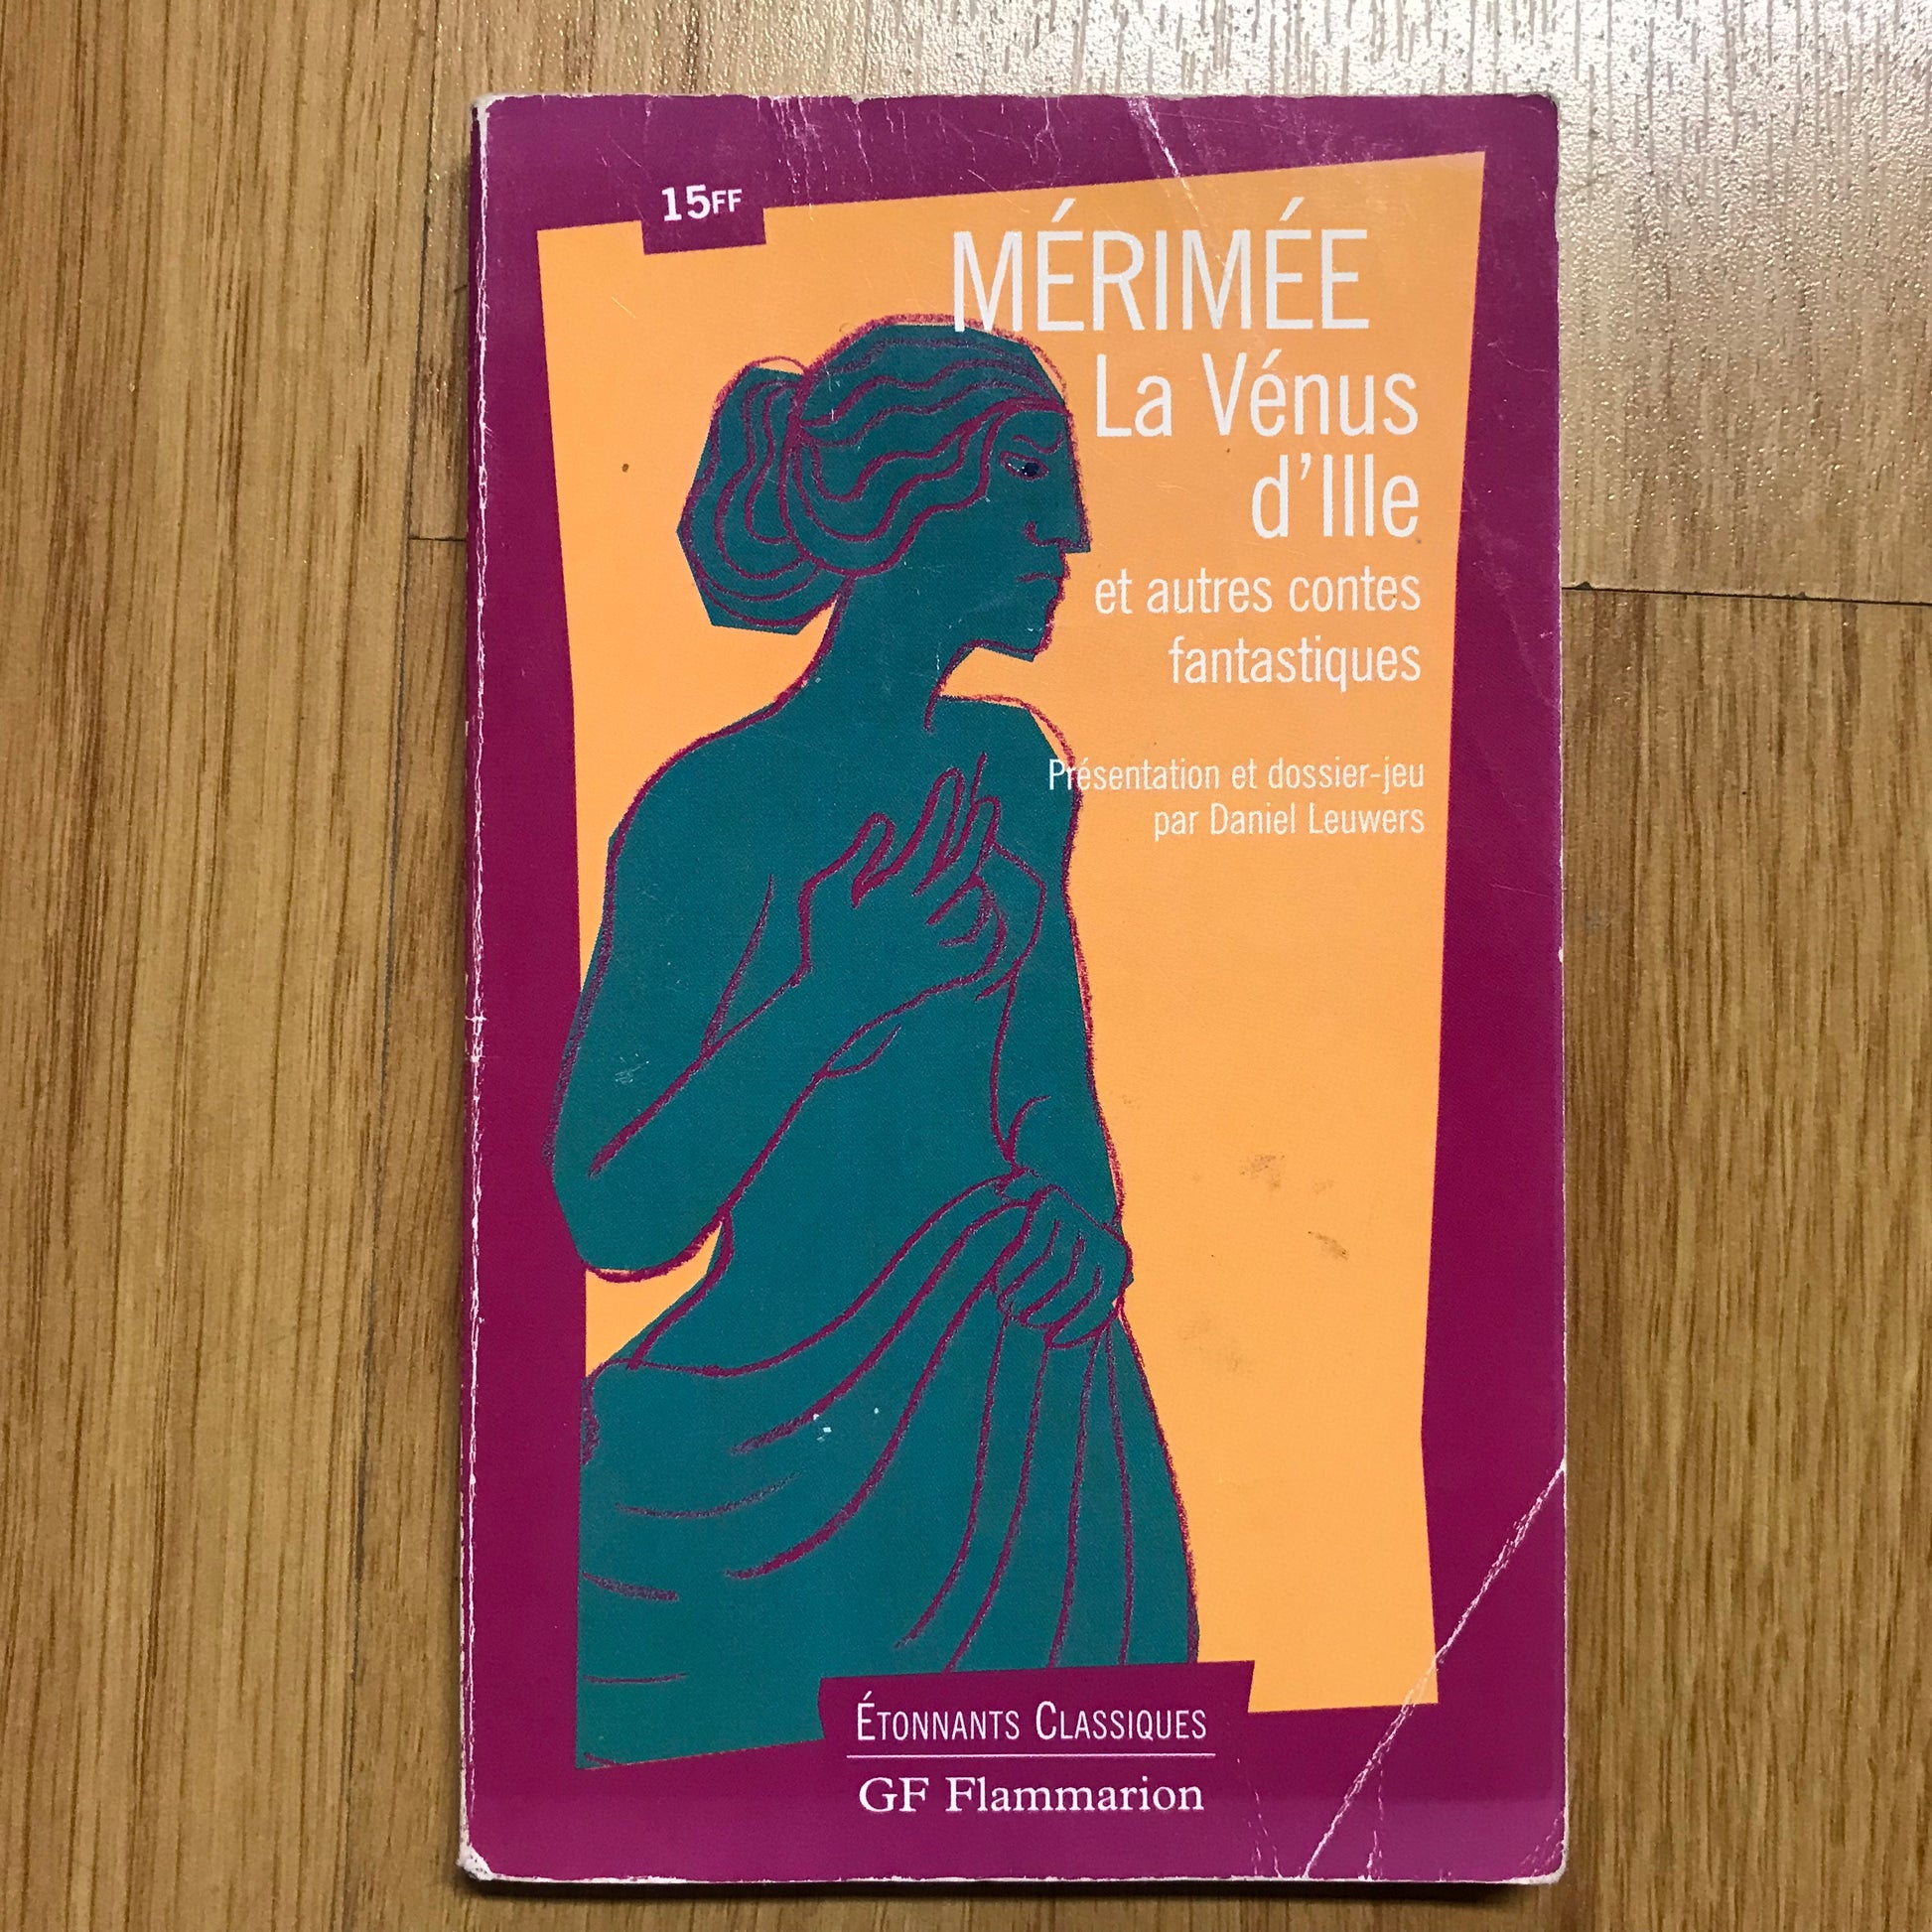 15FF
MÉRIMÉE
La Vénus
d'Ille
et autres contes
fantastiques
Présentation et dossier-jeu
par Daniel Leuwers
ÉTONNANTS CLASSIQUES
GF Flammarion